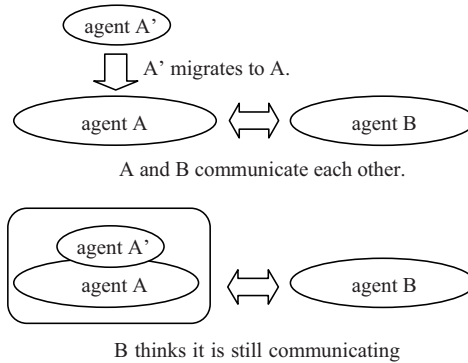 agent A'
A' migrates to A.
agent A
agent B
A and B communicate each other.
agent A'
agent A
agent B
B thinks it is still communicating